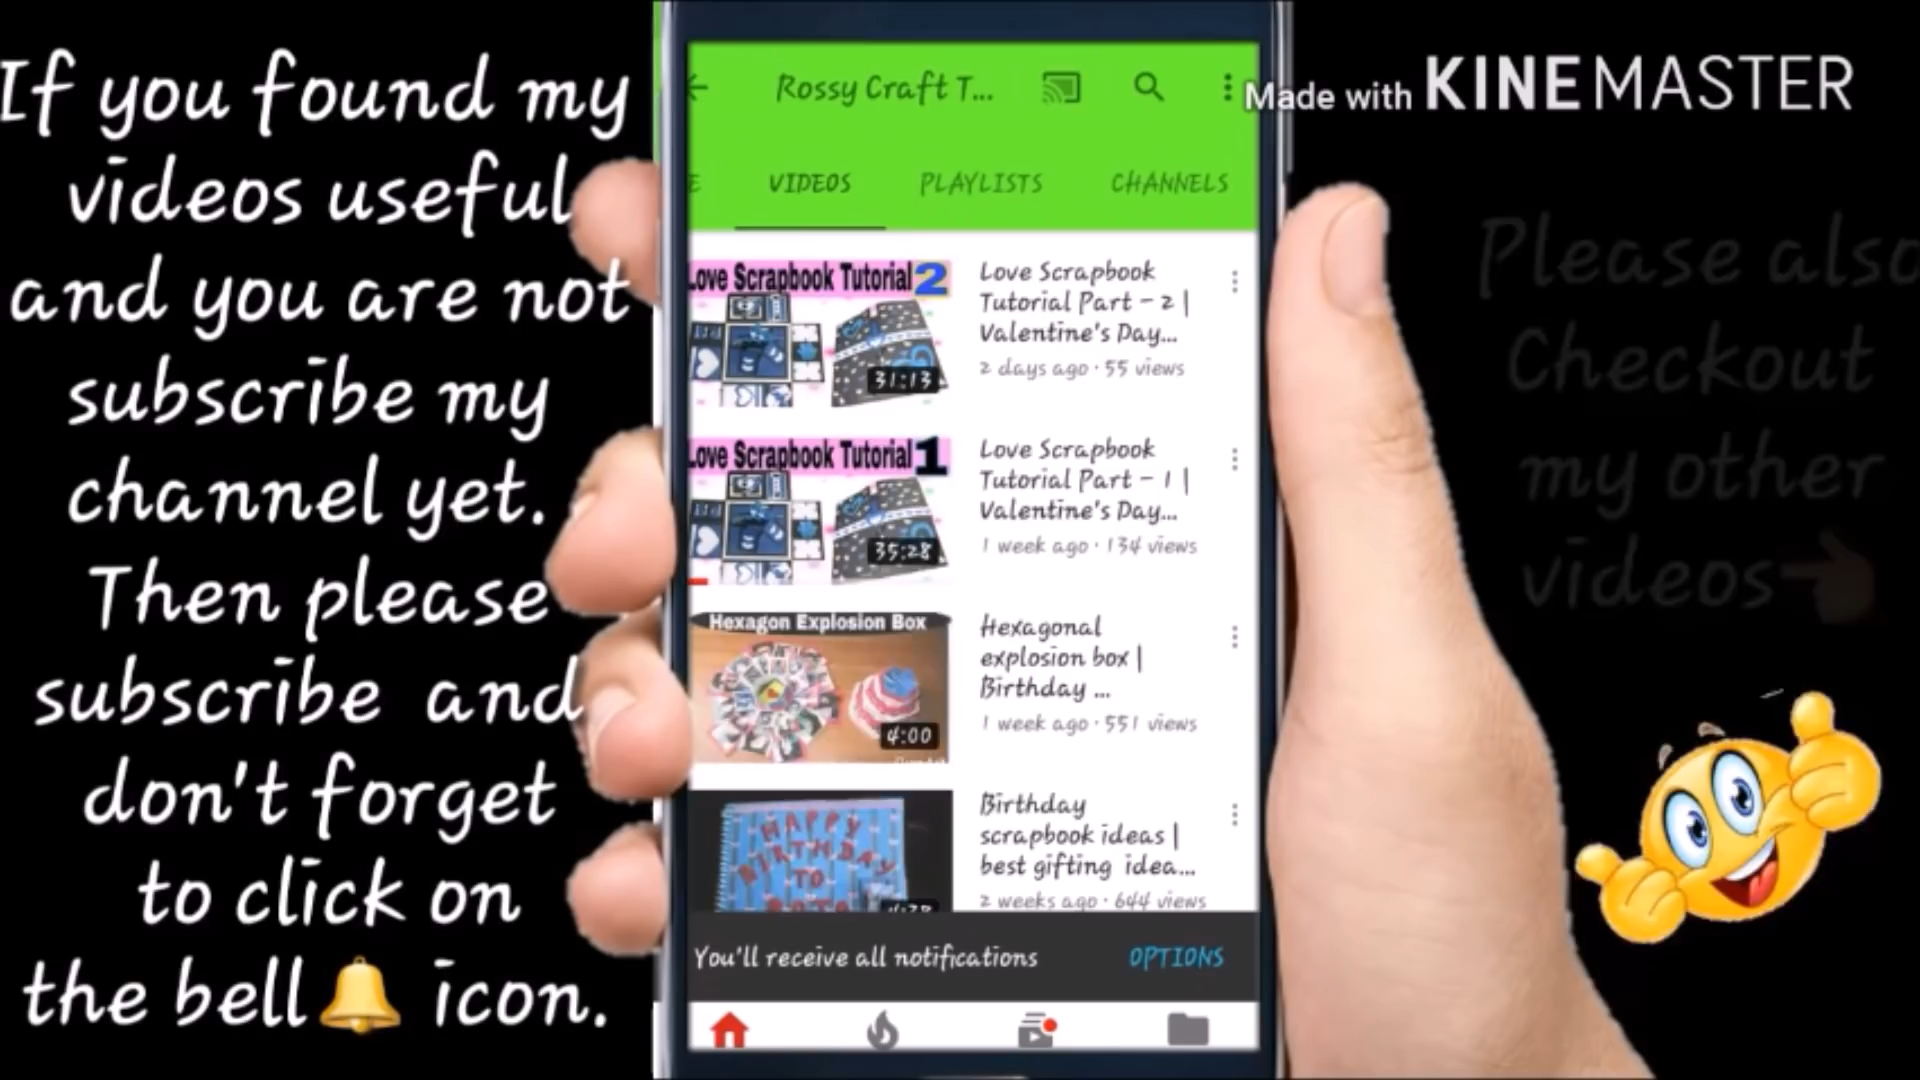 If you found my
videos useful
and you are not
subscribe my
channel yet.
Then please
subscribe and
don't forget
to click on
the bell🔔 icon.
Rossy Craft T...
VIDEOS PLAYLISTS CHANNELS
Love Scrapbook Tutorial 2
31:13
Love Scrapbook
Tutorial Part - 2 |
Valentine's Day...
2 days ago · 55 views
Love Scrapbook Tutorial 1
35:28
Love Scrapbook
Tutorial Part - 1 |
Valentine's Day...
1 week ago · 134 views
Hexagon Explosion Box
4:00
Hexagonal
explosion box |
Birthday ...
1 week ago · 551 views
HAPPY
BIRTHDAY
TO
Birthday
scrapbook ideas |
best gifting idea...
2 weeks ago · 644 views
You'll receive all notifications OPTIONS
Made with KINEMASTER
Please also
Checkout
my other
videos